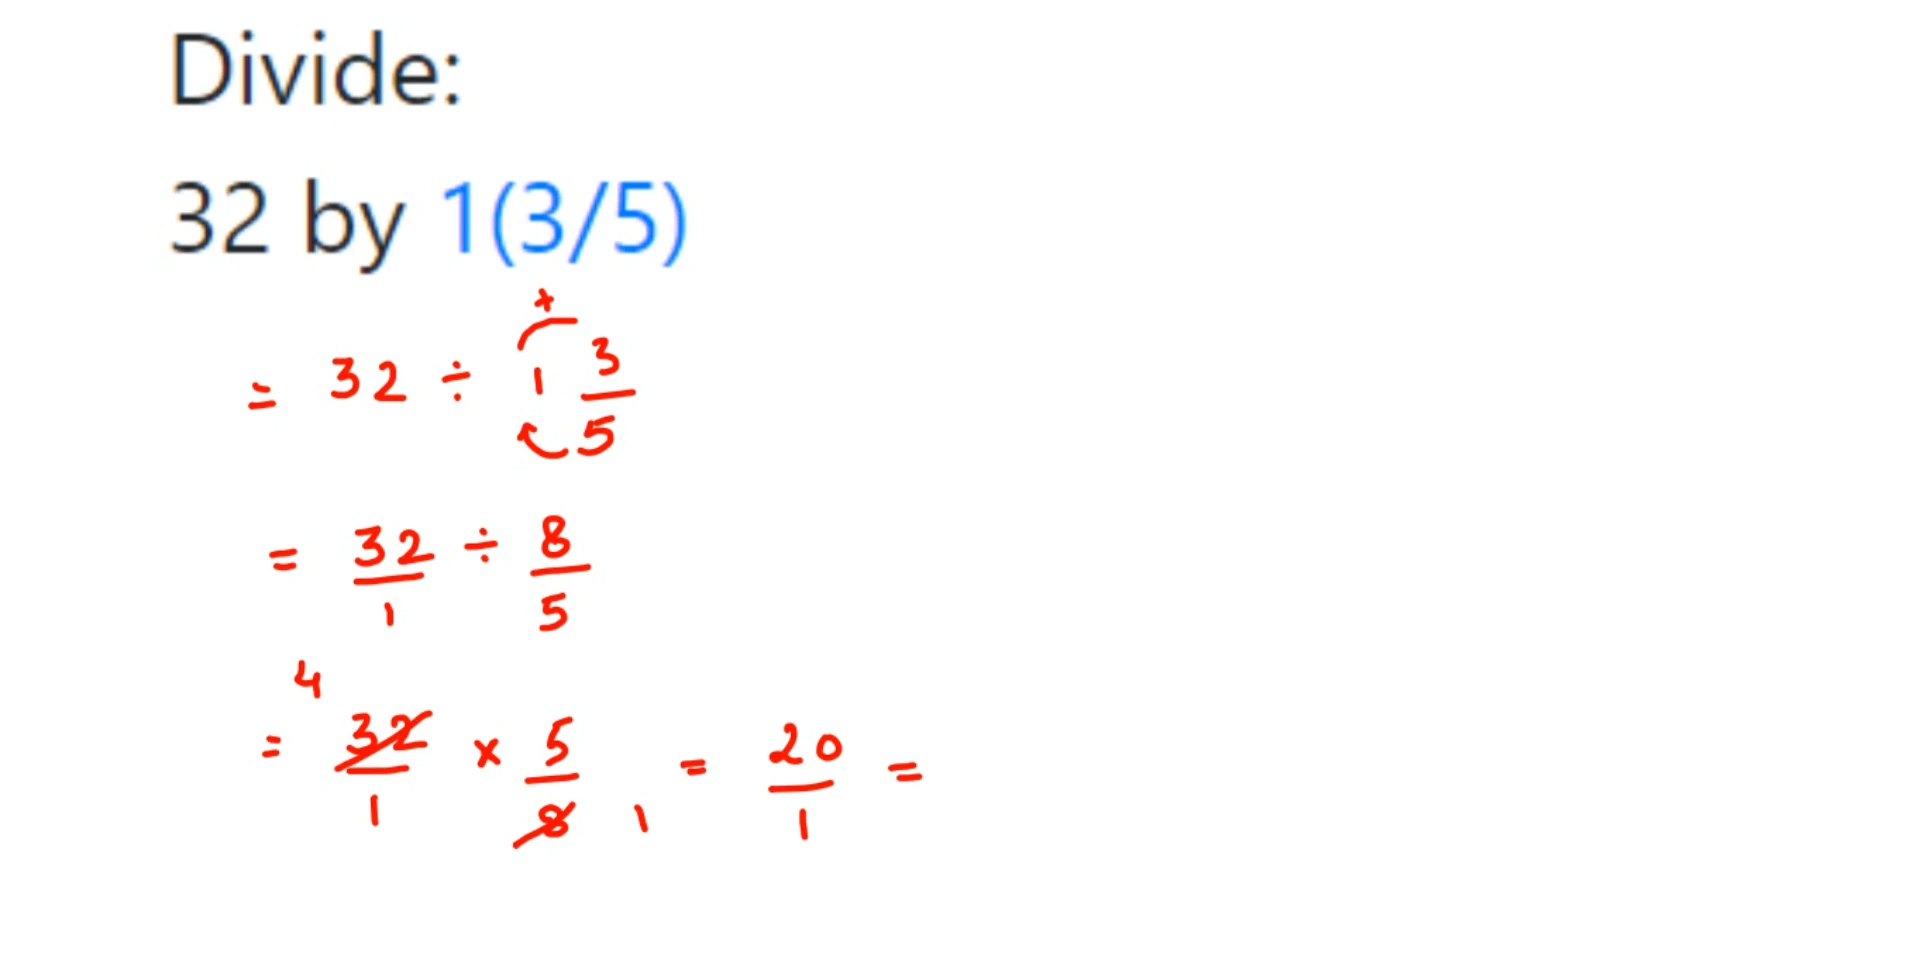 Divide:
32 by 1(3/5)
= 32 ÷ 1 3/5
= 32/1 ÷ 8/5
= 4 32/1 × 5/8 1 = 20/1 =